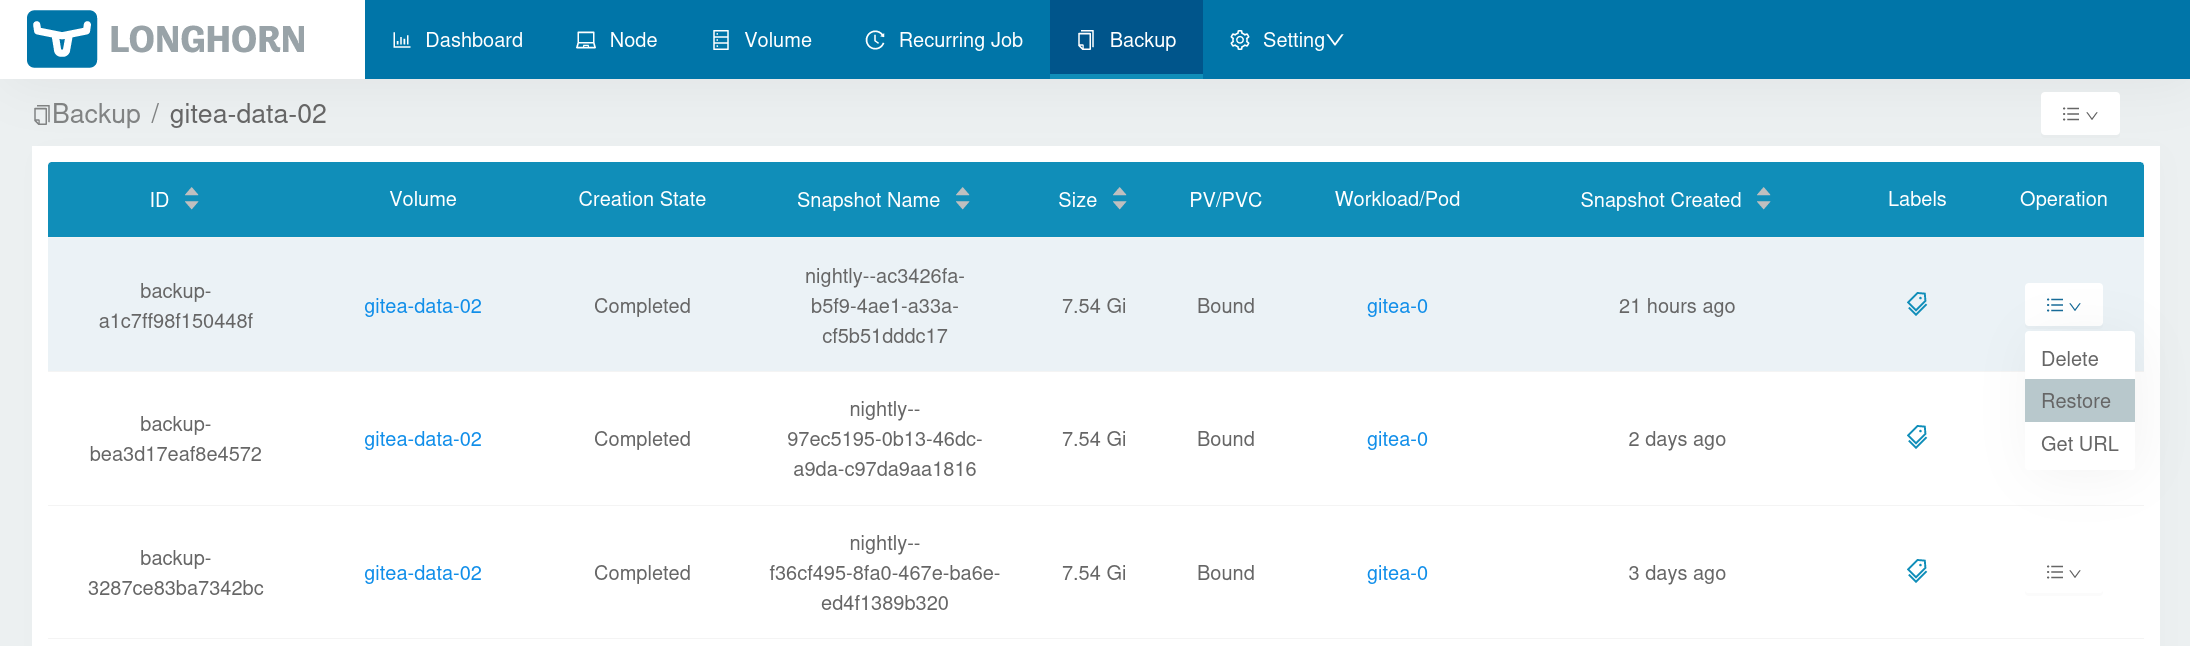 LONGHORN
Dashboard Node Volume Recurring Job Backup Setting
Backup / gitea-data-02
ID Volume Creation State Snapshot Name Size PV/PVC Workload/Pod Snapshot Created Labels Operation
backup-
a1c7ff98f150448f
gitea-data-02
Completed
nightly--ac3426fa-
b5f9-4ae1-a33a-
cf5b51dddc17
7.54 Gi
Bound
gitea-0
21 hours ago
Delete
Restore
Get URL
backup-
bea3d17eaf8e4572
gitea-data-02
Completed
nightly--
97ec5195-0b13-46dc-
a9da-c97da9aa1816
7.54 Gi
Bound
gitea-0
2 days ago
backup-
3287ce83ba7342bc
gitea-data-02
Completed
nightly--
f36cf495-8fa0-467e-ba6e-
ed4f1389b320
7.54 Gi
Bound
gitea-0
3 days ago